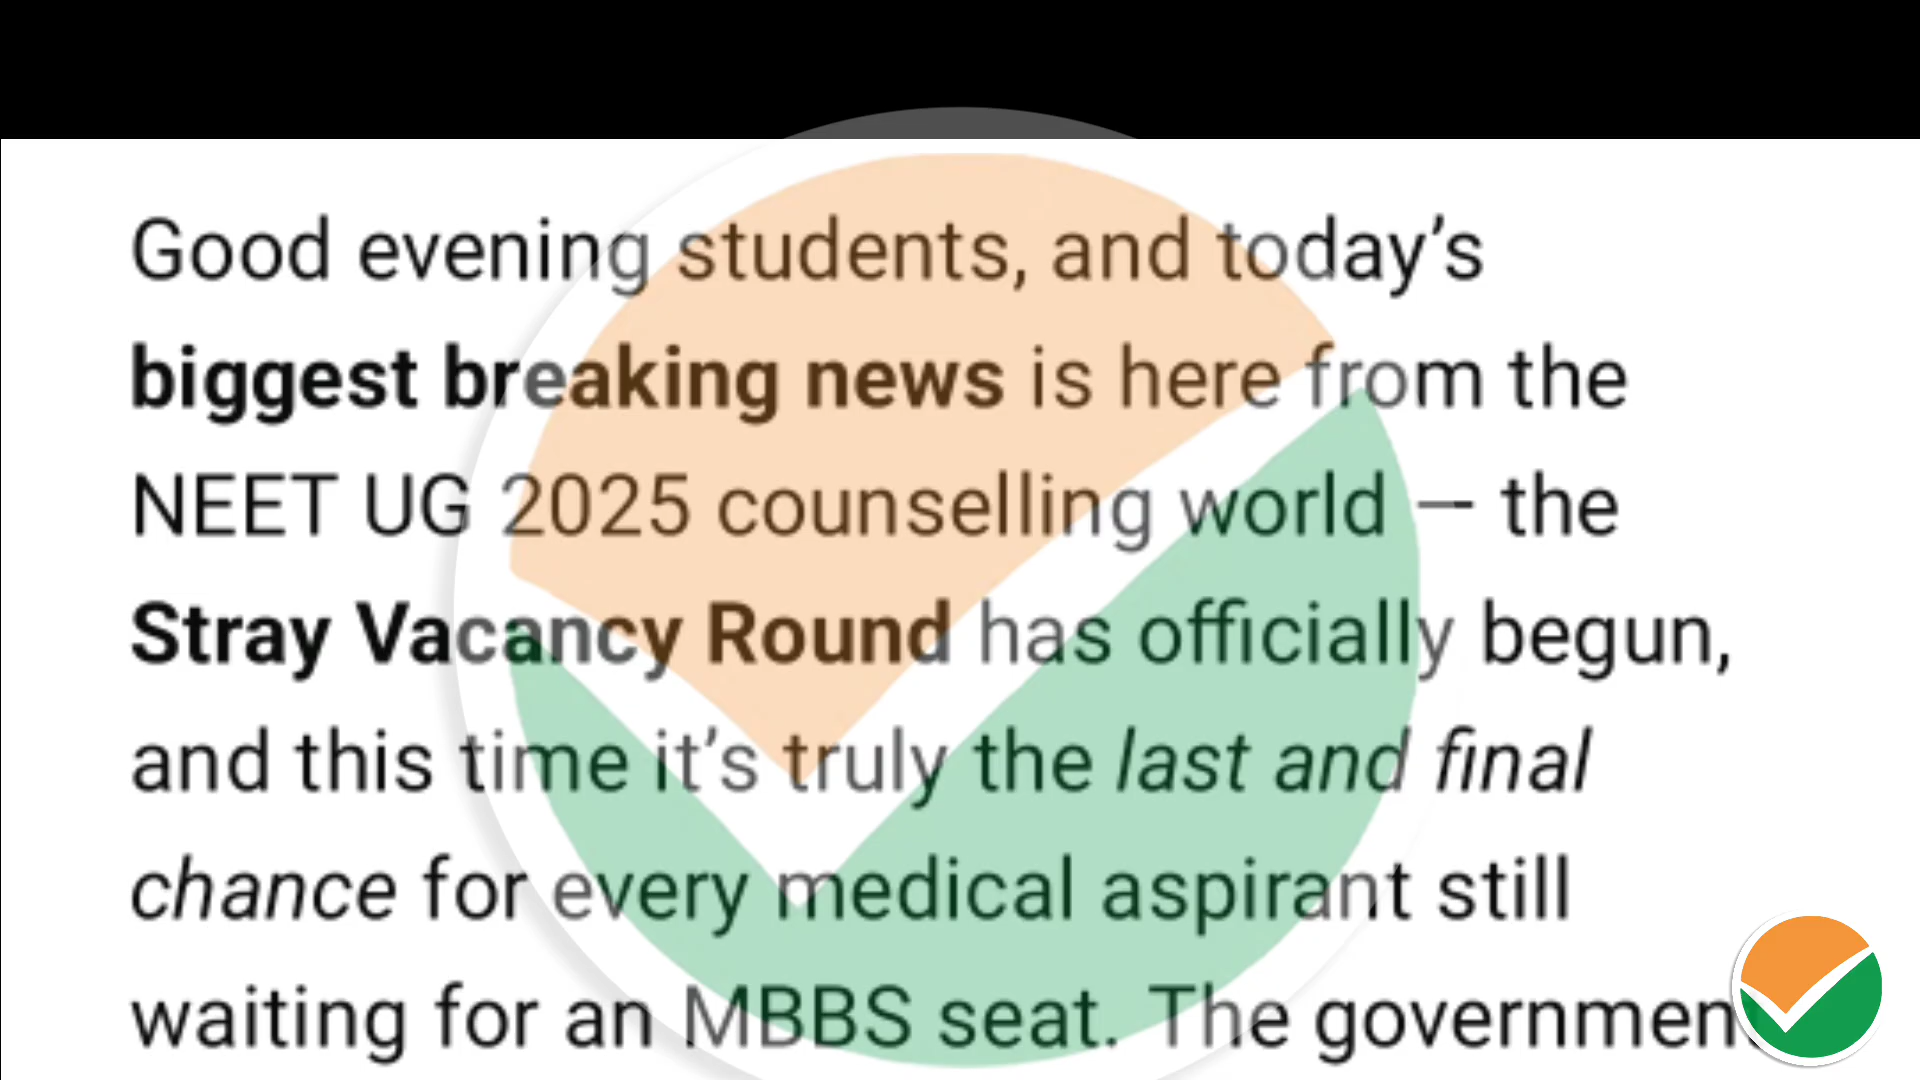 Good evening students, and today’s
biggest breaking news is here from the
NEET UG 2025 counselling world — the
Stray Vacancy Round has officially begun,
and this time it’s truly the last and final
chance for every medical aspirant still
waiting for an MBBS seat. The governmen